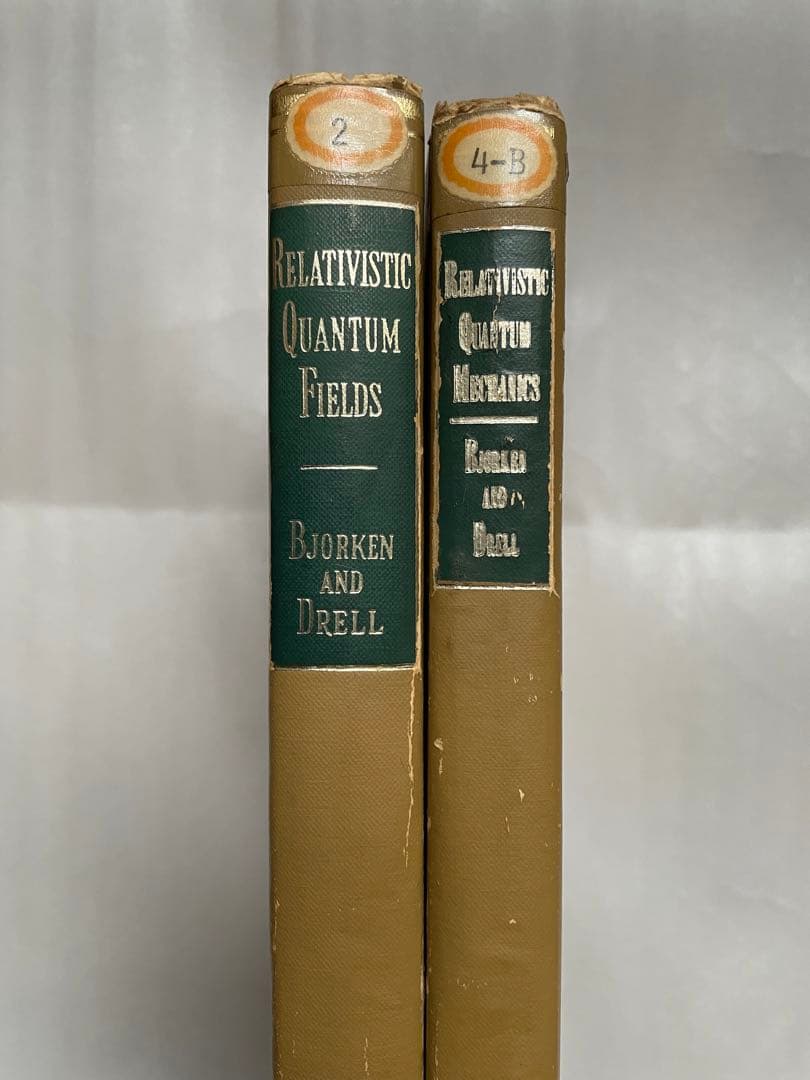 2
RELATIVISTIC
QUANTUM
FIELDS
BJORKEN
AND
DRELL
4-B
RELATIVISTIC
QUANTUM
MECHANICS
BJORKEN
AND
DRELL